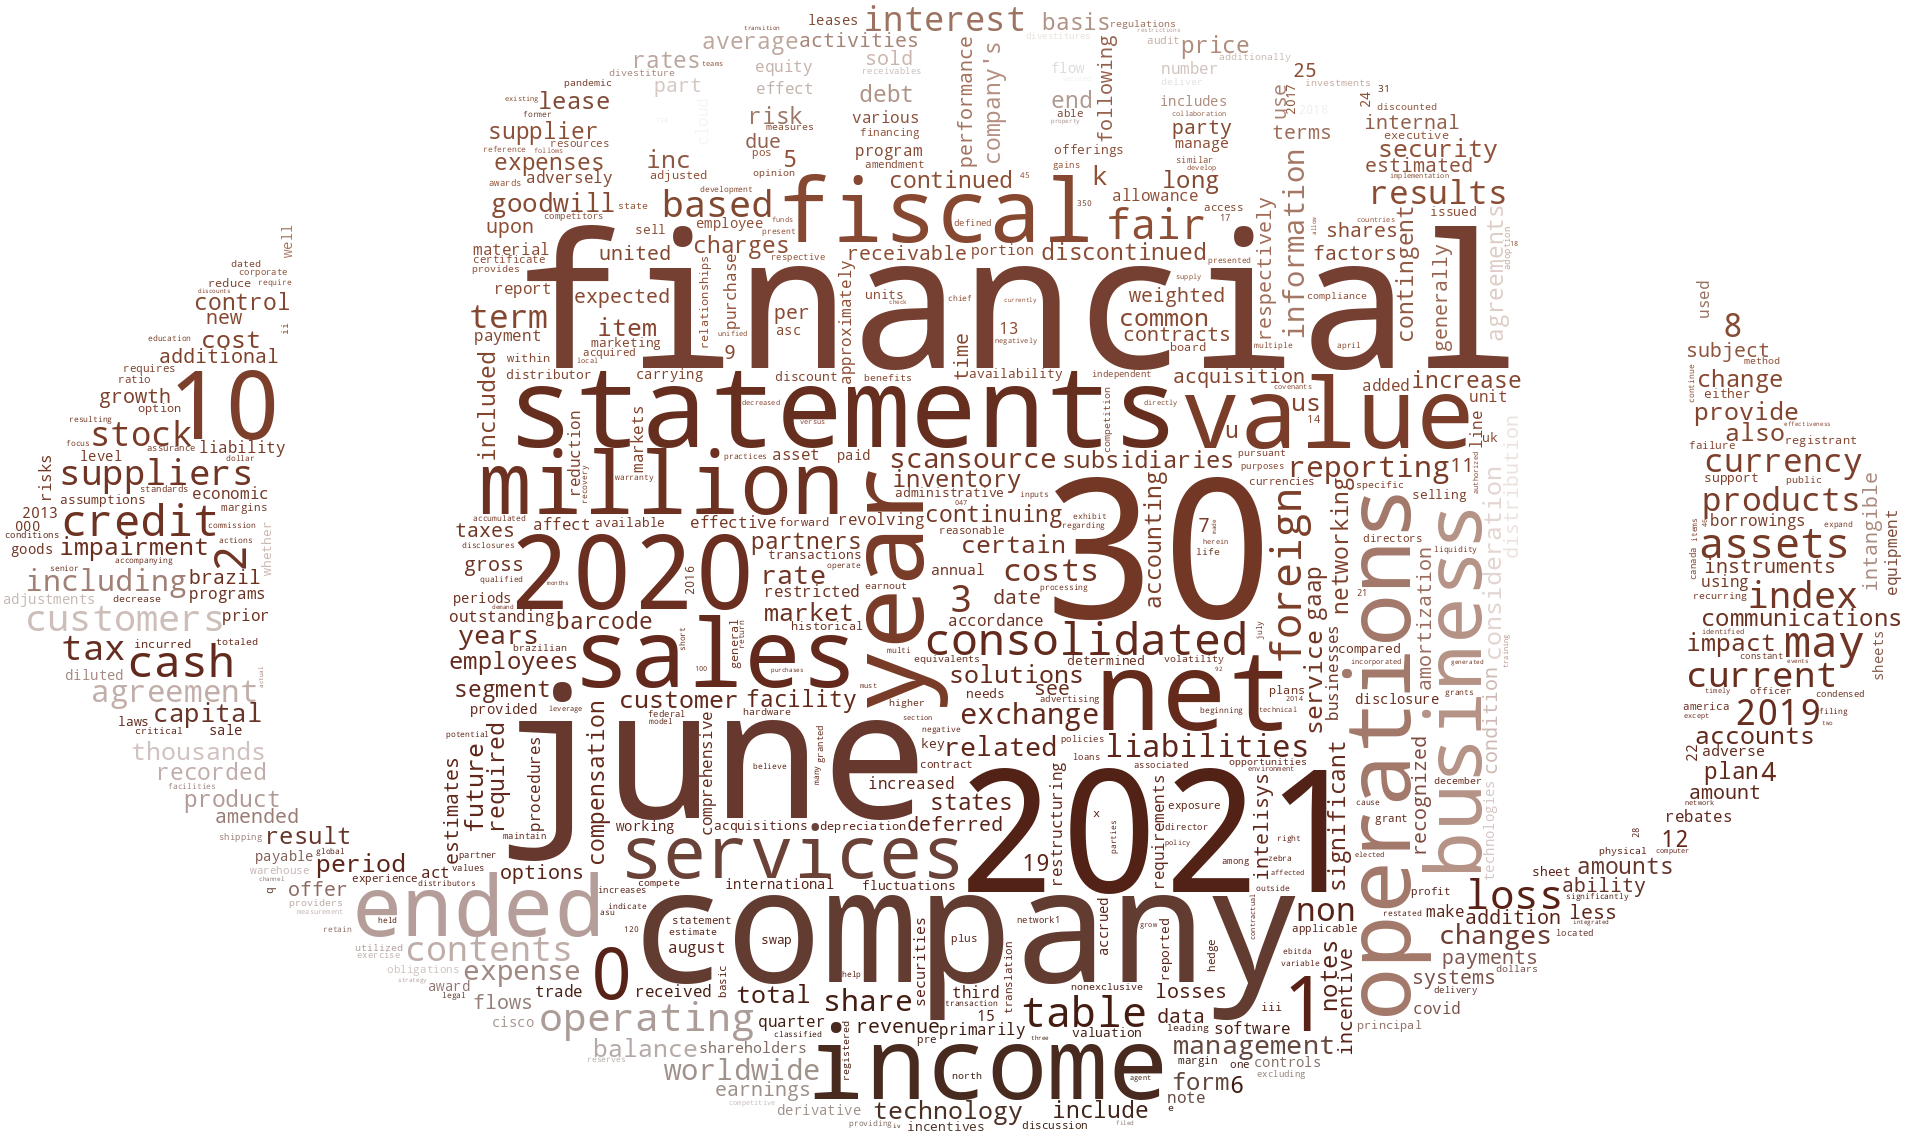 transition leases interest basis regulations
average activities divestitures restrictions audit price additionally
rates teams equity sold flow number
divestiture receivables deliver
pandemic part effect debt end includes use 2017 2018 25 24 31 investments discounted
existing lease cloud risk various performance company's able following collaboration
former measures financing property party terms internal
supplier resources due program offerings manage executive
reference follows pos 5 similar security
expenses inc opinion amendment gains develop estimated
awards adversely adjusted continued 45 k long implementation
goodwill development fiscal allowance information results
competitors state based employee funds defined 350 fair access 17 shares issued
upon sell present countries
material united charges receivable portion discontinued respectively factors contingent generally agreements adoption 18
certificate respective presented
provides financial
report expected relationships purchase approximately units check chief currently supply weighted compliance
term item per asc 13 common
payment marketing unified negatively contracts
acquired 9 time board multiple april
within local
distributor carrying discount benefits availability independent acquisition added increase
included statements value covenants us unit
decreased versus directly 14
reduction markets competition u line uk
million practices asset paid scansource subsidiaries pursuant reporting 11 authorized
recovery warranty inventory purposes
administrative inputs currencies specific selling
accumulated 047 exhibit
taxes affect available effective forward revolving continuing accounting 7 made foreign networking directors distribution
disclosures reasonable regarding herein
gross 2020 partners transactions year certain 30 life liquidity
qualified operate annual
months 2016 rate earnout costs processing gap operations business consideration
periods demand restricted 3 date 21
outstanding barcode market accordance service
years sales historical consolidated july
brazilian short general return multi equivalents determined volatility compared
employees 100 purchases solutions 92 incorporated generated training
segment customer facility must needs see net plans businesses grants amortization
provided leverage hardware higher advertising beginning 2014 technical disclosure
june federal model section exchange
potential compensation comprehensive negative key related policies liabilities
future believe many granted contract loans associated opportunities recognized condition
estimates required procedures increased environment december technologies
2021 states x exposure significant cause
working acquisitions depreciation deferred restructuring requirements director intelisys grant
maintain services parties policy right
partner 19 among zebra elected
values options affected
act compete international fluctuations outside profit
ended increases company network1 contractual non restated make
asu indicate statement grow applicable
held 120 estimate swap plus accrued reported
contents august securities translation hedge ebitda notes
expense 0 basic help nonexclusive variable 1
trade received total share third losses iii incentive systems
transaction data
operating quarter revenue primarily 15 table leading software covid
classified registered pre valuation principal
balance shareholders income three management
reserves margin one controls
worldwide north agent excluding
earnings form 6
competitive derivative technology include note
providing iv incentives discussion filed e
well
dated
corporate
reduce require
discounts
control
new ii
education cost
additional
requires 10
ratio
growth
option
resulting stock
focus assurance liability
level dollar
risks suppliers
standards
assumptions economic
2013 margins
000 credit commission
conditions actions
goods impairment 2 whether
accompanying
senior including brazil
programs
adjustments decrease
customers prior
incurred totaled
tax cash
diluted actual
agreement
laws capital
critical sale
thousands
recorded
facilities
product
amended
shipping result
payable global
warehouse period
channel experience distributors
q offer
providers
measurement
retain
utilized
exercise
obligations
strategy
award legal
flows
cisco
used
8
subject
method
continue change
either
provide
also effectiveness
failure registrant
currency
support public
products intangible
borrowings expand
46
canada items assets equipment
instruments
using
recurring index
communications
identified
impact may
constant events sheets
current
timely officer condensed
america 2019 filing
except two
accounts
22 adverse
plan 4
amount
network
rebates
28
physical 12
computer
sheet amounts
ability
loss significantly
addition less
integrated
changes located
payments dollars
delivery